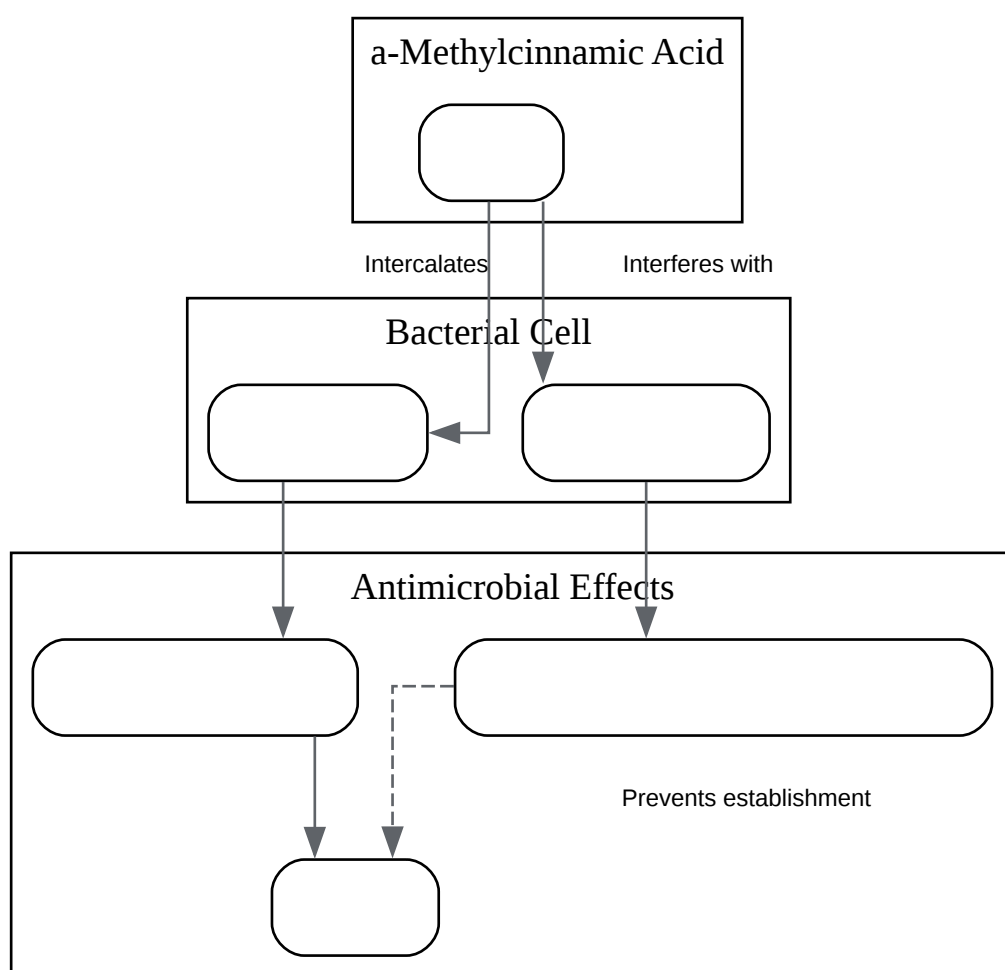 a-Methylcinnamic Acid
Intercalates
Interferes with
Bacterial Cell
Antimicrobial Effects
Prevents establishment